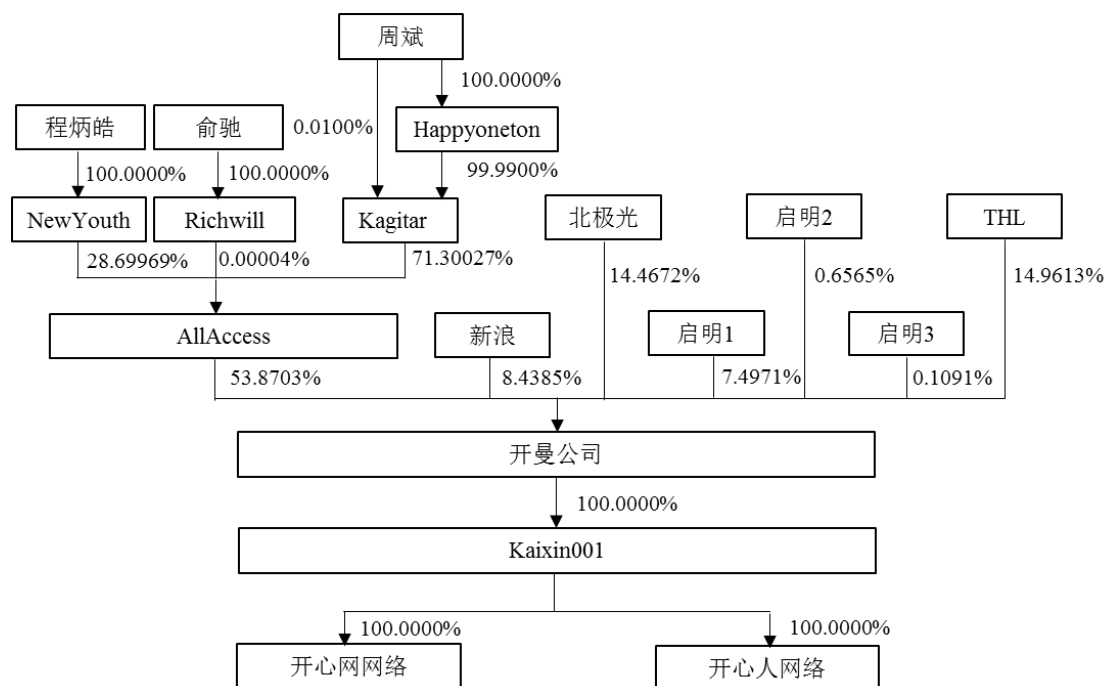 周斌
100.0000%
程炳皓
俞驰
0.0100%
Happyoneton
100.0000%
100.0000%
99.9900%
NewYouth
Richwill
Kagitar
北极光
启明2
THL
28.69969%
0.00004%
71.30027%
14.4672%
0.6565%
14.9613%
AllAccess
新浪
启明1
启明3
53.8703%
8.4385%
7.4971%
0.1091%
开曼公司
100.0000%
Kaixin001
100.0000%
100.0000%
开心网网络
开心人网络